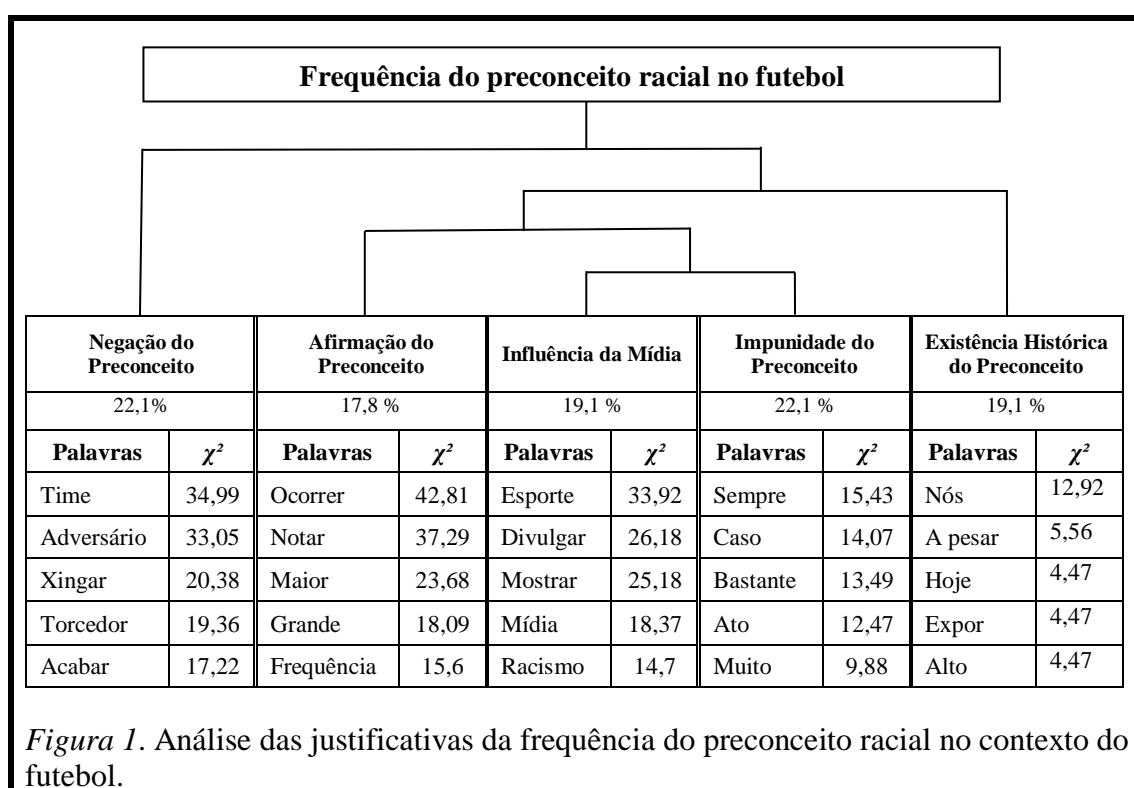 Frequência do preconceito racial no futebol
Negação do Preconceito | Afirmação do Preconceito | Influência da Mídia | Impunidade do Preconceito | Existência Histórica do Preconceito
22,1% | 17,8 % | 19,1 % | 22,1 % | 19,1 %
Palavras | χ² | Palavras | χ² | Palavras | χ² | Palavras | χ² | Palavras | χ²
Time | 34,99 | Ocorrer | 42,81 | Esporte | 33,92 | Sempre | 15,43 | Nós | 12,92
Adversário | 33,05 | Notar | 37,29 | Divulgar | 26,18 | Caso | 14,07 | A pesar | 5,56
Xingar | 20,38 | Maior | 23,68 | Mostrar | 25,18 | Bastante | 13,49 | Hoje | 4,47
Torcedor | 19,36 | Grande | 18,09 | Mídia | 18,37 | Ato | 12,47 | Expor | 4,47
Acabar | 17,22 | Frequência | 15,6 | Racismo | 14,7 | Muito | 9,88 | Alto | 4,47
Figura 1. Análise das justificativas da frequência do preconceito racial no contexto do
futebol.